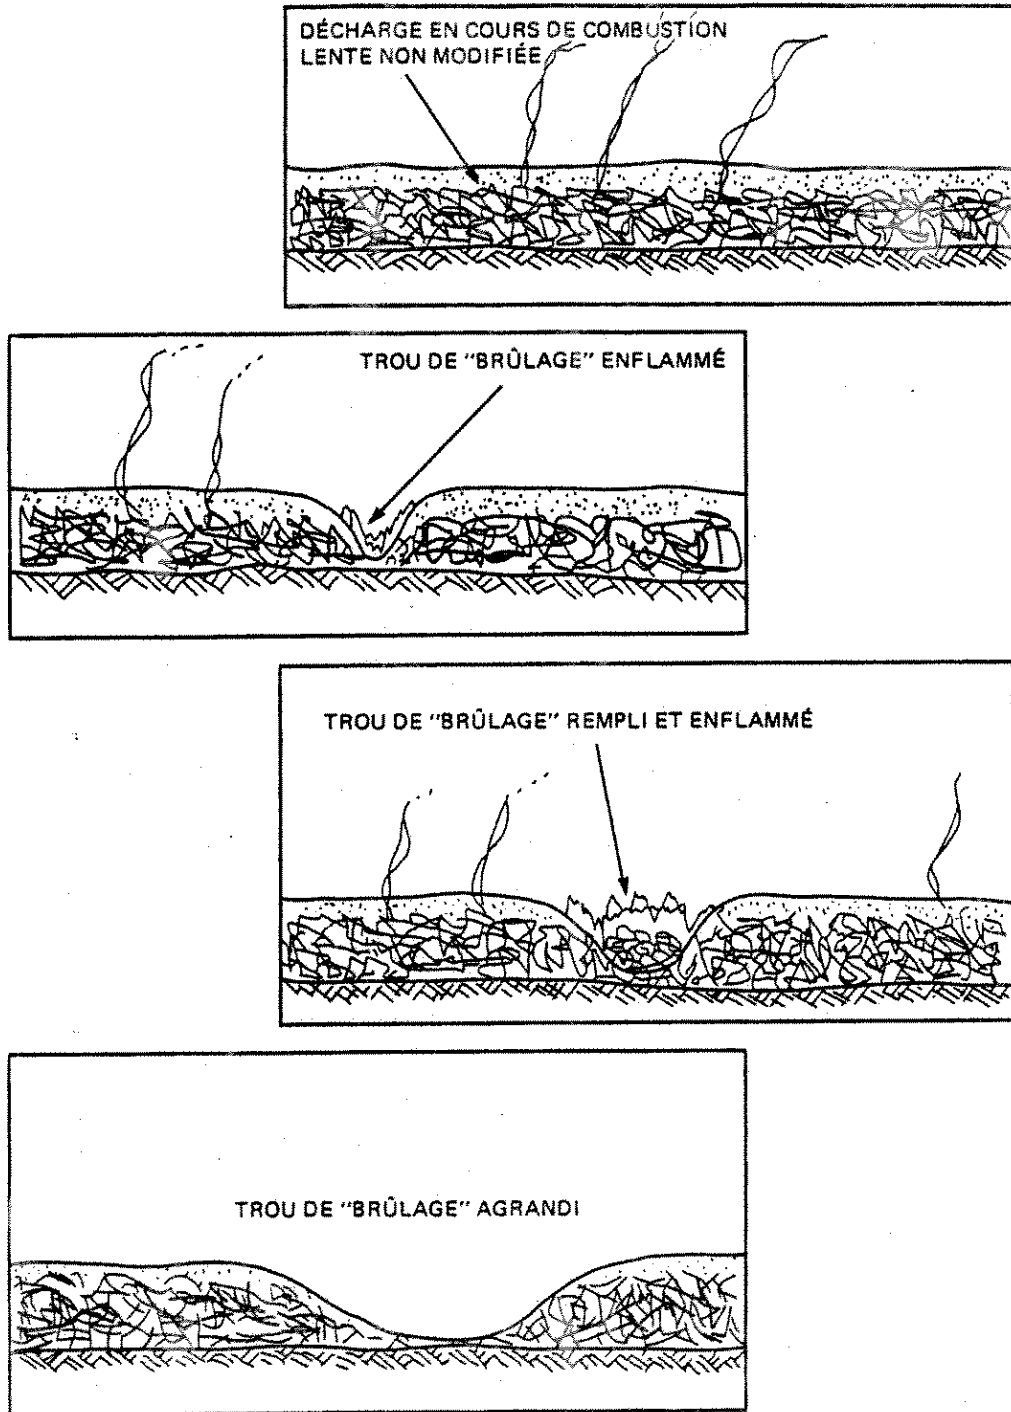 DÉCHARGE EN COURS DE COMBUSTION
LENTE NON MODIFIÉE
TROU DE "BRÛLAGE" ENFLAMMÉ
TROU DE "BRÛLAGE" REMPLI ET ENFLAMMÉ
TROU DE "BRÛLAGE" AGRANDI